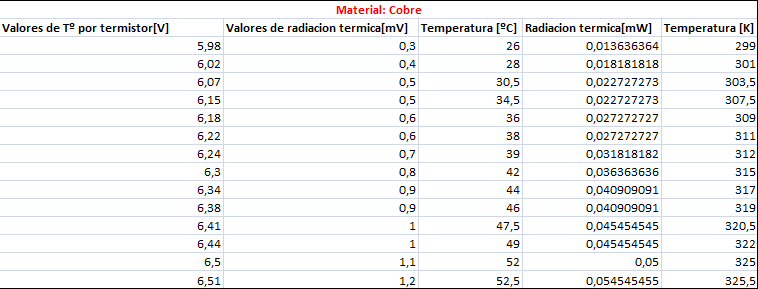 Material: Cobre
Valores de Tº por termistor[V] Valores de radiacion termica[mV] Temperatura [ºC] Radiacion termica[mW] Temperatura [K]
5,98 0,3 26 0,013636364 299
6,02 0,4 28 0,018181818 301
6,07 0,5 30,5 0,022727273 303,5
6,15 0,5 34,5 0,022727273 307,5
6,18 0,6 36 0,027272727 309
6,22 0,6 38 0,027272727 311
6,24 0,7 39 0,031818182 312
6,3 0,8 42 0,036363636 315
6,34 0,9 44 0,040909091 317
6,38 0,9 46 0,040909091 319
6,41 1 47,5 0,045454545 320,5
6,44 1 49 0,045454545 322
6,5 1,1 52 0,05 325
6,51 1,2 52,5 0,054545455 325,5